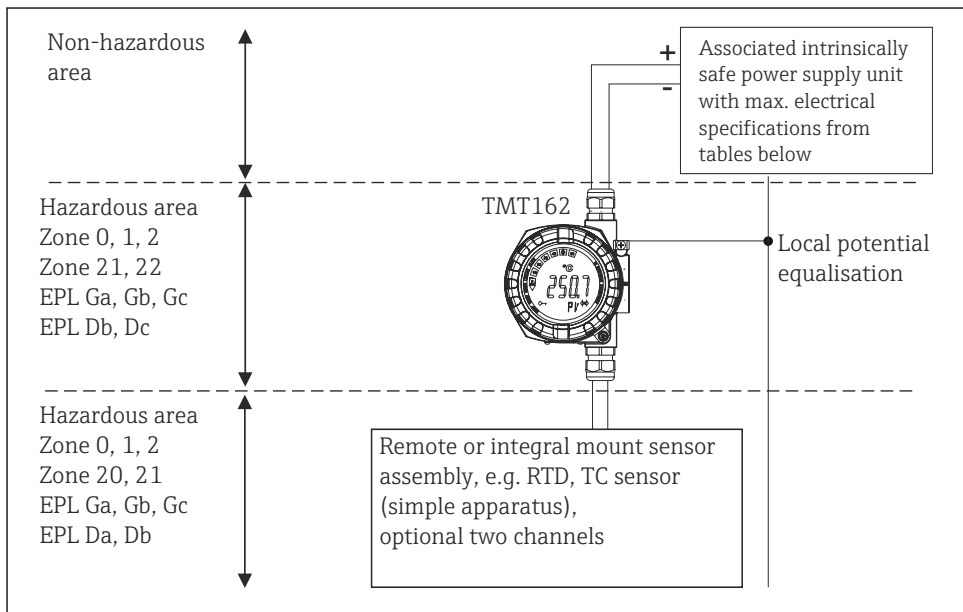 Non-hazardous
area
+
-
Associated intrinsically
safe power supply unit
with max. electrical
specifications from
tables below
Hazardous area
Zone 0, 1, 2
Zone 21, 22
EPL Ga, Gb, Gc
EPL Db, Dc
TMT162
°C
250.1
P1
Local potential
equalisation
Hazardous area
Zone 0, 1, 2
Zone 20, 21
EPL Ga, Gb, Gc
EPL Da, Db
Remote or integral mount sensor
assembly, e.g. RTD, TC sensor
(simple apparatus),
optional two channels